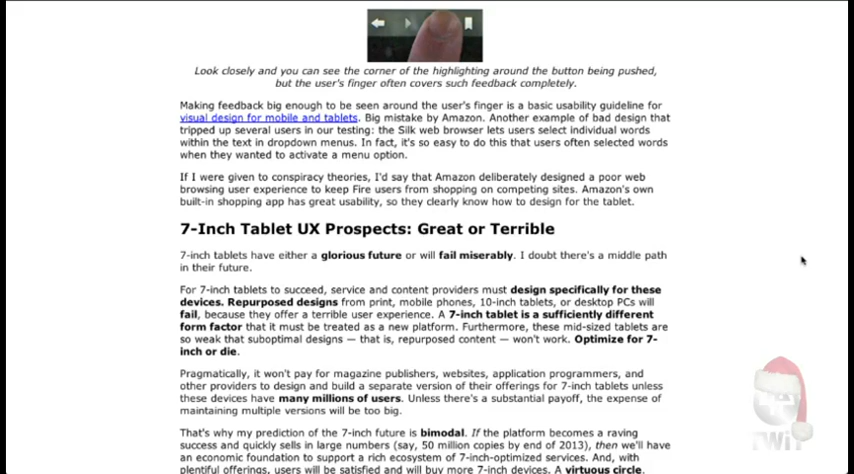 Look closely and you can see the corner of the highlighting around the button being pushed,
but the user's finger often covers such feedback completely.
Making feedback big enough to be seen around the user's finger is a basic usability guideline for
visual design for mobile and tablets. Big mistake by Amazon. Another example of bad design that
tripped up several users in our testing: the Silk web browser lets users select individual words
within the text in dropdown menus. In fact, it's so easy to do this that users often selected words
when they wanted to activate a menu option.
If I were given to conspiracy theories, I'd say that Amazon deliberately designed a poor web
browsing user experience to keep Fire users from shopping on competing sites. Amazon's own
built-in shopping app has great usability, so they clearly know how to design for the tablet.
7-Inch Tablet UX Prospects: Great or Terrible
7-inch tablets have either a glorious future or will fail miserably. I doubt there's a middle path
in their future.
For 7-inch tablets to succeed, service and content providers must design specifically for these
devices. Repurposed designs from print, mobile phones, 10-inch tablets, or desktop PCs will
fail, because they offer a terrible user experience. A 7-inch tablet is a sufficiently different
form factor that it must be treated as a new platform. Furthermore, these mid-sized tablets are
so weak that suboptimal designs — that is, repurposed content — won't work. Optimize for 7-
inch or die.
Pragmatically, it won't pay for magazine publishers, websites, application programmers, and
other providers to design and build a separate version of their offerings for 7-inch tablets unless
these devices have many millions of users. Unless there's a substantial payoff, the expense of
maintaining multiple versions will be too big.
That's why my prediction of the 7-inch future is bimodal. If the platform becomes a raving
success and quickly sells in large numbers (say, 50 million copies by end of 2013), then we'll have
an economic foundation to support a rich ecosystem of 7-inch-optimized services. And, with
plentiful offerings, users will be satisfied and will buy more 7-inch devices. A virtuous circle.
TWiT